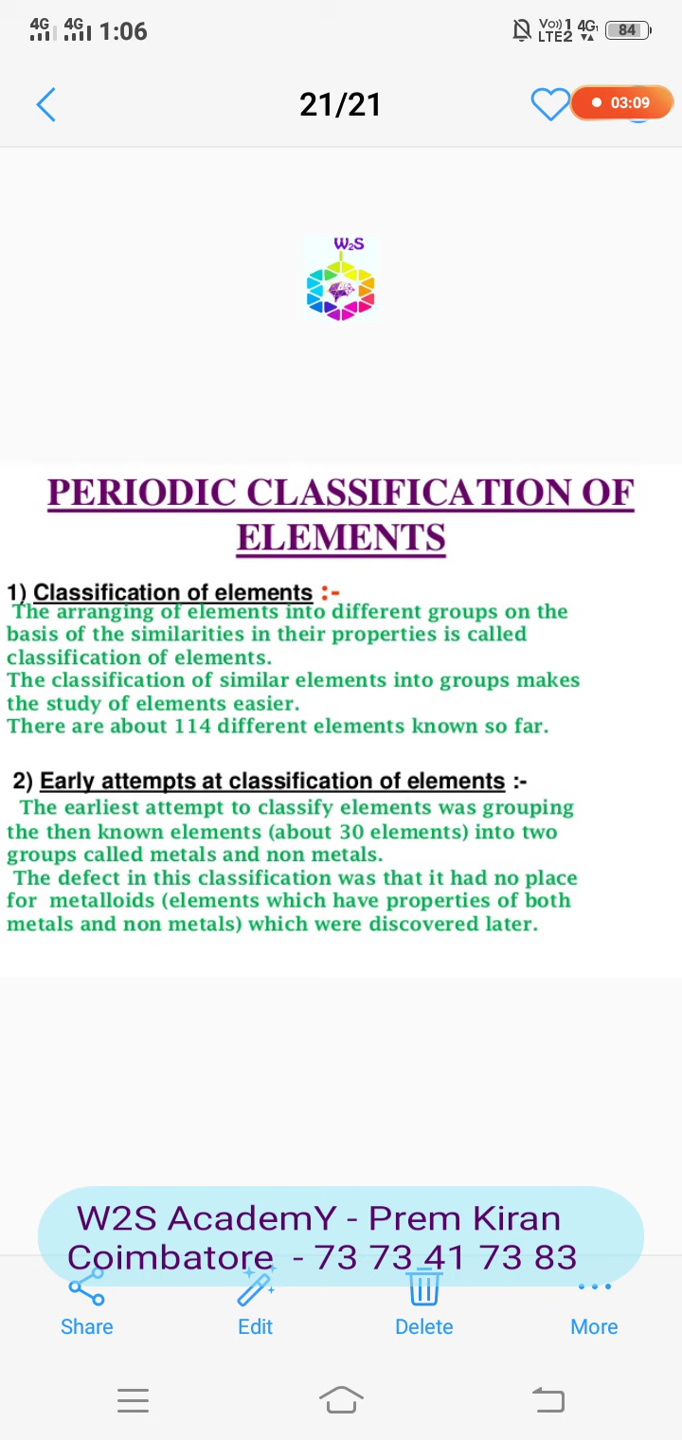 4G 4G 1:06 Vo)) 1 4G LTE2 84
21/21
03:09
W₂S
PERIODIC CLASSIFICATION OF
ELEMENTS
1) Classification of elements :-
The arranging of elements into different groups on the
basis of the similarities in their properties is called
classification of elements.
The classification of similar elements into groups makes
the study of elements easier.
There are about 114 different elements known so far.
2) Early attempts at classification of elements :-
The earliest attempt to classify elements was grouping
the then known elements (about 30 elements) into two
groups called metals and non metals.
The defect in this classification was that it had no place
for metalloids (elements which have properties of both
metals and non metals) which were discovered later.
W2S AcademY - Prem Kiran
Coimbatore - 73 73 41 73 83
Share Edit Delete More